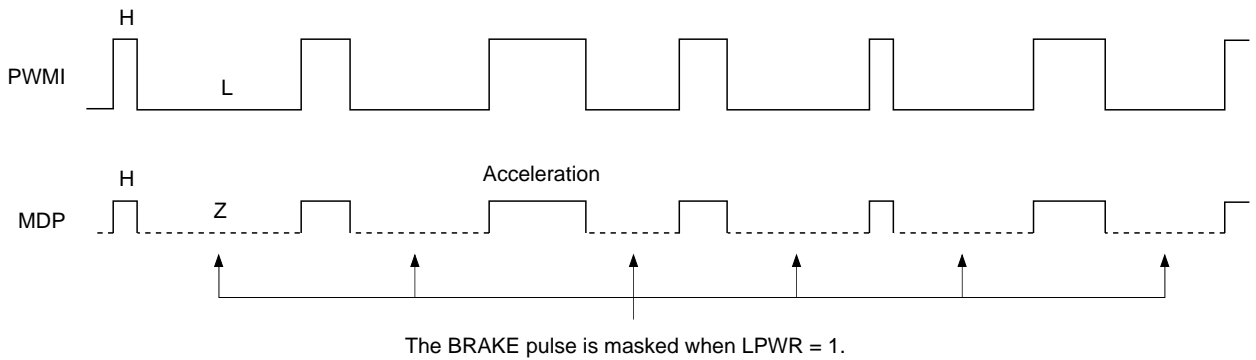 H
PWMI
L
H
Acceleration
MDP
Z
The BRAKE pulse is masked when LPWR = 1.